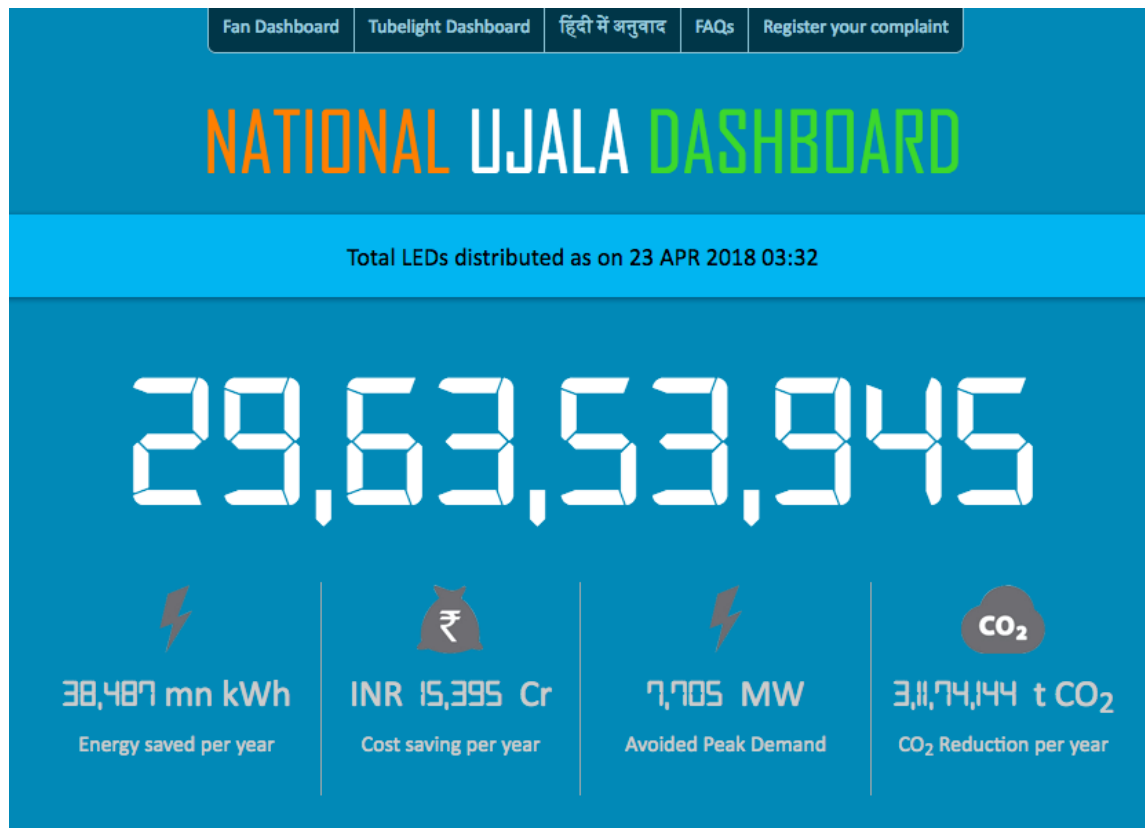 Fan Dashboard Tubelight Dashboard हिंदी में अनुवाद FAQs Register your complaint
NATIONAL UJALA DASHBOARD
Total LEDs distributed as on 23 APR 2018 03:32
29,63,53,945
₹ CO2
38,487 mn kWh INR 15,395 Cr 7,705 MW 3,11,74,144 t CO2
Energy saved per year Cost saving per year Avoided Peak Demand CO2 Reduction per year